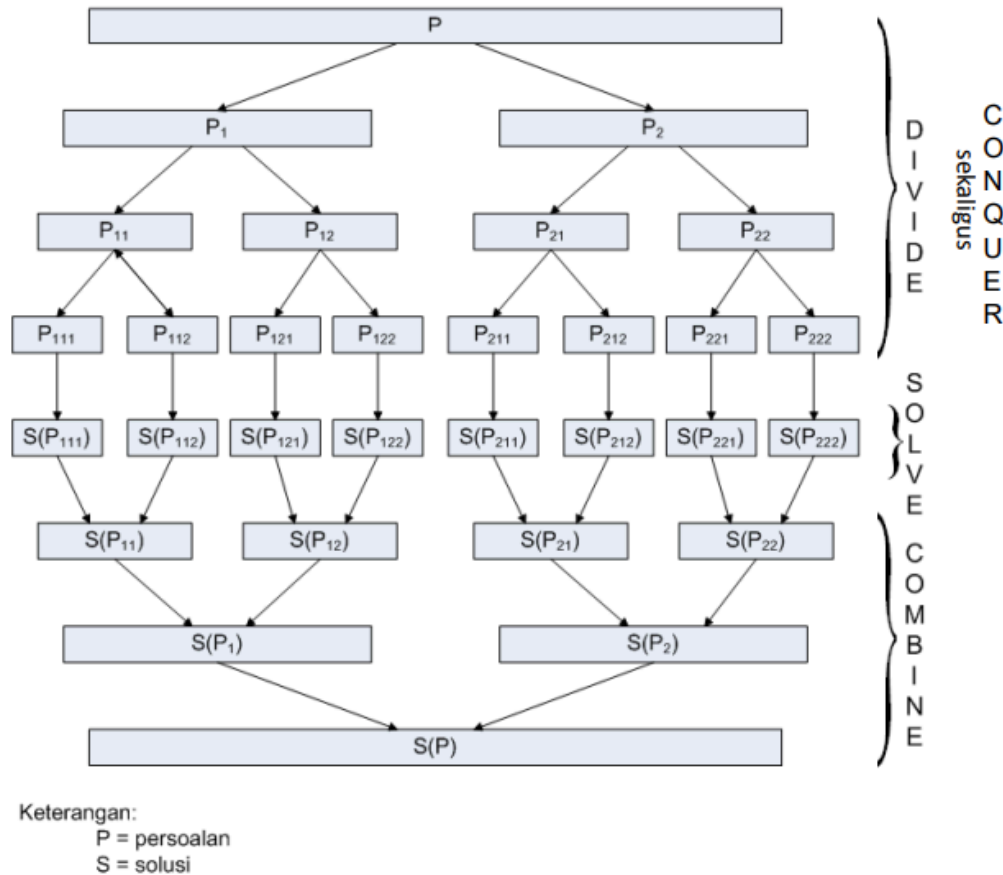 P
P₁ P₂
P₁₁ P₁₂ P₂₁ P₂₂
P₁₁₁ P₁₁₂ P₁₂₁ P₁₂₂ P₂₁₁ P₂₁₂ P₂₂₁ P₂₂₂
S(P₁₁₁) S(P₁₁₂) S(P₁₂₁) S(P₁₂₂) S(P₂₁₁) S(P₂₁₂) S(P₂₂₁) S(P₂₂₂)
S(P₁₁) S(P₁₂) S(P₂₁) S(P₂₂)
S(P₁) S(P₂)
S(P)
DIVIDE
sekaligus
CONQUER
SOLVE
COMBINE
Keterangan:
P = persoalan
S = solusi